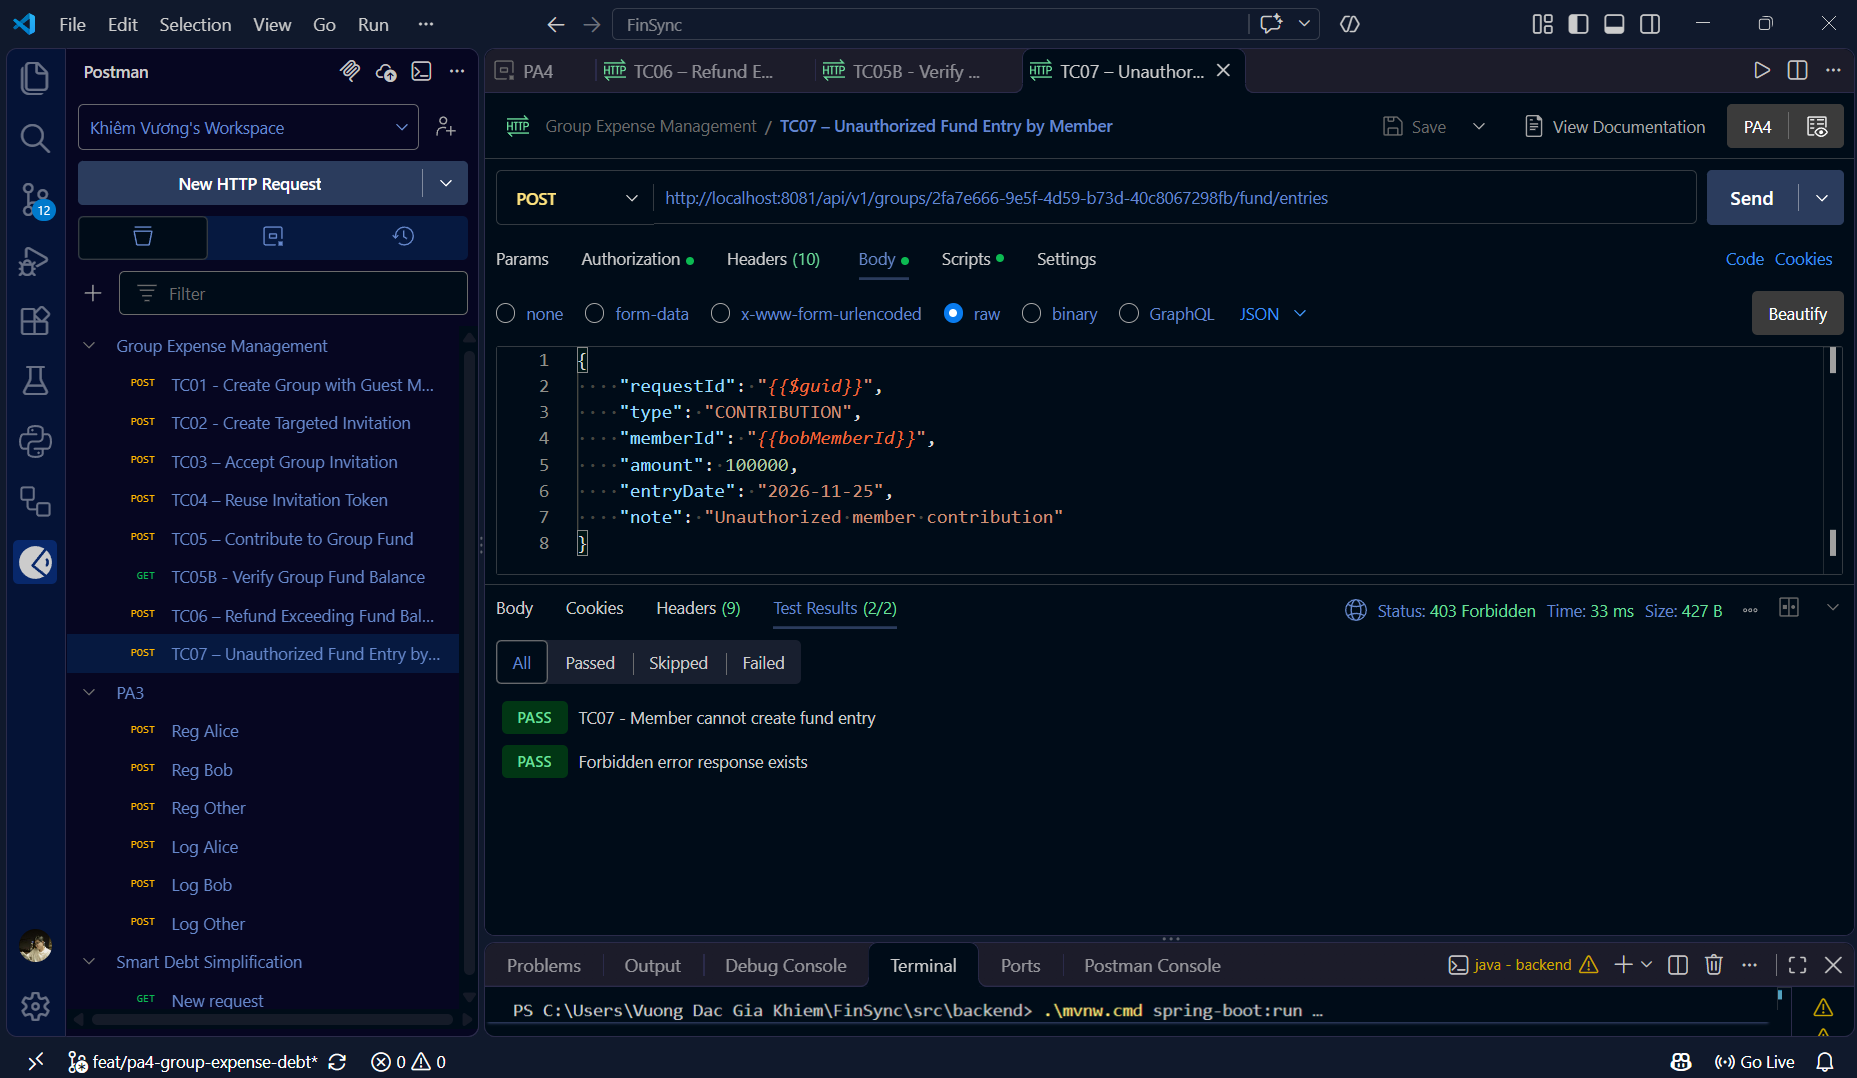 File Edit Selection View Go Run ···
FinSync
Postman
Khiêm Vương's Workspace
New HTTP Request
Filter
Group Expense Management
POST TC01 - Create Group with Guest M...
POST TC02 - Create Targeted Invitation
POST TC03 – Accept Group Invitation
POST TC04 – Reuse Invitation Token
POST TC05 – Contribute to Group Fund
GET TC05B - Verify Group Fund Balance
POST TC06 – Refund Exceeding Fund Bal...
POST TC07 – Unauthorized Fund Entry by...
PA3
POST Reg Alice
POST Reg Bob
POST Reg Other
POST Log Alice
POST Log Bob
POST Log Other
Smart Debt Simplification
GET New request
12
PA4 HTTP TC06 – Refund E... HTTP TC05B - Verify ... HTTP TC07 – Unauthor...
HTTP Group Expense Management / TC07 – Unauthorized Fund Entry by Member Save View Documentation PA4
POST http://localhost:8081/api/v1/groups/2fa7e666-9e5f-4d59-b73d-40c8067298fb/fund/entries Send
Params Authorization Headers (10) Body Scripts Settings Code Cookies
none form-data x-www-form-urlencoded raw binary GraphQL JSON Beautify
1 {
2 ····"requestId":·"{{$guid}}",
3 ····"type":·"CONTRIBUTION",
4 ····"memberId":·"{{bobMemberId}}",
5 ····"amount":·100000,
6 ····"entryDate":·"2026-11-25",
7 ····"note":·"Unauthorized·member·contribution"
8 }
Body Cookies Headers (9) Test Results (2/2) Status: 403 Forbidden Time: 33 ms Size: 427 B
All Passed Skipped Failed
PASS TC07 - Member cannot create fund entry
PASS Forbidden error response exists
Problems Output Debug Console Terminal Ports Postman Console java - backend
PS C:\Users\Vuong Dac Gia Khiem\FinSync\src\backend> .\mvnw.cmd spring-boot:run …
feat/pa4-group-expense-debt* 0 0 Go Live